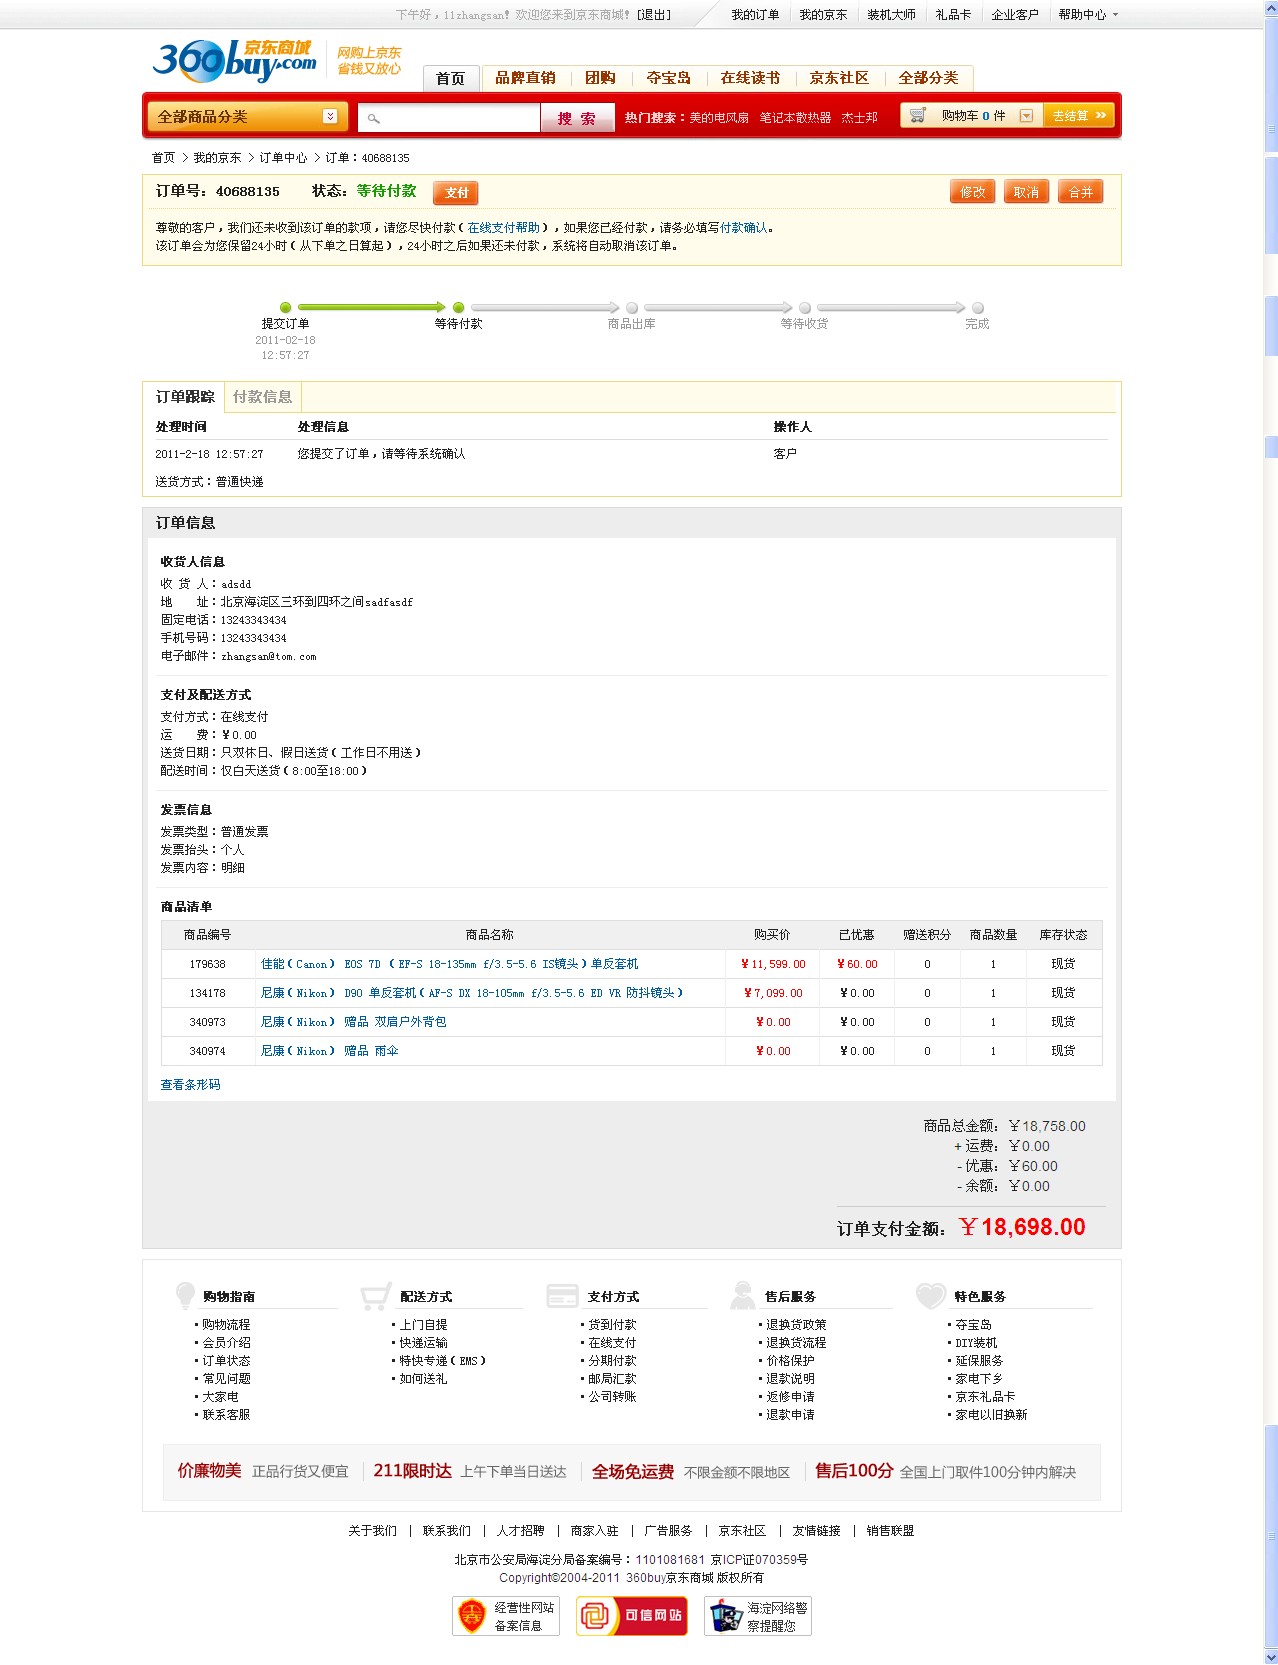 下午好，llzhangsan！欢迎您来到京东商城！ [退出] 我的订单 我的京东 装机大师 礼品卡 企业客户 帮助中心
360buy.com 京东商城 网购上京东 省钱又放心
首页 品牌直销 团购 夺宝岛 在线读书 京东社区 全部分类
全部商品分类 搜 索 热门搜索：美的电风扇 笔记本散热器 杰士邦 购物车 0 件 去结算
首页 > 我的京东 > 订单中心 > 订单：40688135
订单号：40688135 状态：等待付款 支付 修改 取消 合并
尊敬的客户，我们还未收到该订单的款项，请您尽快付款（在线支付帮助），如果您已经付款，请务必填写付款确认。
该订单会为您保留24小时（从下单之日算起），24小时之后如果还未付款，系统将自动取消该订单。
提交订单 等待付款 商品出库 等待收货 完成
2011-02-18
12:57:27
订单跟踪 付款信息
处理时间 处理信息 操作人
2011-2-18 12:57:27 您提交了订单，请等待系统确认 客户
送货方式：普通快递
订单信息
收货人信息
收 货 人：adsdd
地 址：北京海淀区三环到四环之间sadfasdf
固定电话：13243343434
手机号码：13243343434
电子邮件：zhangsan@tom.com
支付及配送方式
支付方式：在线支付
运 费：￥0.00
送货日期：只双休日、假日送货（工作日不用送）
配送时间：仅白天送货（8:00至18:00）
发票信息
发票类型：普通发票
发票抬头：个人
发票内容：明细
商品清单
商品编号 商品名称 购买价 已优惠 赠送积分 商品数量 库存状态
179638 佳能（Canon） EOS 7D （EF-S 18-135mm f/3.5-5.6 IS镜头）单反套机 ￥11,599.00 ￥60.00 0 1 现货
134178 尼康（Nikon） D90 单反套机（AF-S DX 18-105mm f/3.5-5.6 ED VR 防抖镜头） ￥7,099.00 ￥0.00 0 1 现货
340973 尼康（Nikon） 赠品 双肩户外背包 ￥0.00 ￥0.00 0 1 现货
340974 尼康（Nikon） 赠品 雨伞 ￥0.00 ￥0.00 0 1 现货
查看条形码
商品总金额：￥18,758.00
+ 运费：￥0.00
- 优惠：￥60.00
- 余额：￥0.00
订单支付金额：￥18,698.00
购物指南 配送方式 支付方式 售后服务 特色服务
· 购物流程 · 上门自提 · 货到付款 · 退换货政策 · 夺宝岛
· 会员介绍 · 快递运输 · 在线支付 · 退换货流程 · DIY装机
· 订单状态 · 特快专递（EMS） · 分期付款 · 价格保护 · 延保服务
· 常见问题 · 如何送礼 · 邮局汇款 · 退款说明 · 家电下乡
· 大家电 · 公司转账 · 返修申请 · 京东礼品卡
· 联系客服 · 退款申请 · 家电以旧换新
价廉物美 正品行货又便宜 211限时达 上午下单当日送达 全场免运费 不限金额不限地区 售后100分 全国上门取件100分钟内解决
关于我们 | 联系我们 | 人才招聘 | 商家入驻 | 广告服务 | 京东社区 | 友情链接 | 销售联盟
北京市公安局海淀分局备案编号：1101081681 京ICP证070359号
Copyright©2004-2011 360buy京东商城 版权所有
经营性网站 备案信息 可信网站 海淀网络警 察提醒您